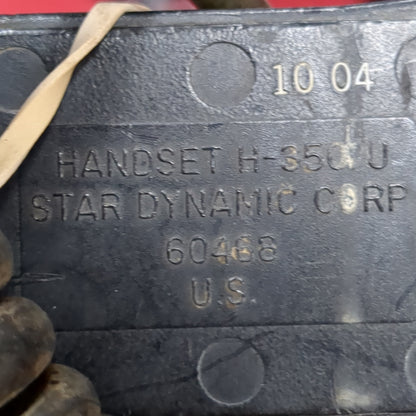 10 04
HANDSET H-350/U
STAR DYNAMIC CORP
60468
U.S.